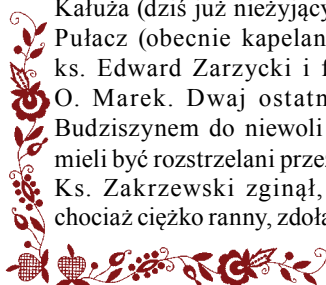 Kałuża (dziś już nieżyjący
Pułacz (obecnie kapelan
ks. Edward Zarzycki i
O. Marek. Dwaj ostatn
Budziszynem do niewoli
mieli być rozstrzelani prze
Ks. Zakrzewski zginął,
chociaż ciężko ranny, zdoła